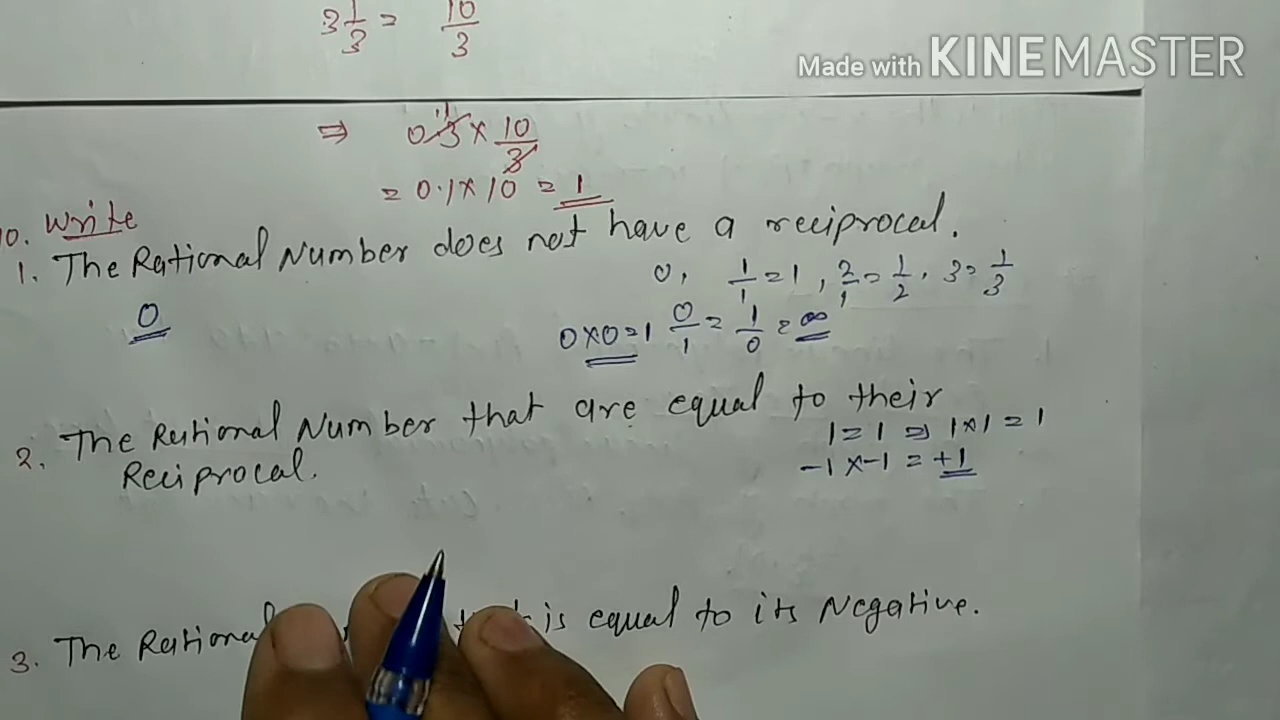 3 1/3 = 10/3
Made with KINEMASTER
⇒ 0.3 × 10/3
= 0.1 × 10 = 1
10. Write
1. The Rational Number does not have a reciprocal.
0, 1/1 = 1, 2/1 = 1/2, 3 = 1/3
0
0×0=1 0/1 = 1/0 = ∞
2. The Rational Number that are equal to their
Reciprocal.
1 = 1 ⇒ 1×1 = 1
-1 × -1 = +1
3. The Rational is equal to its Negative.